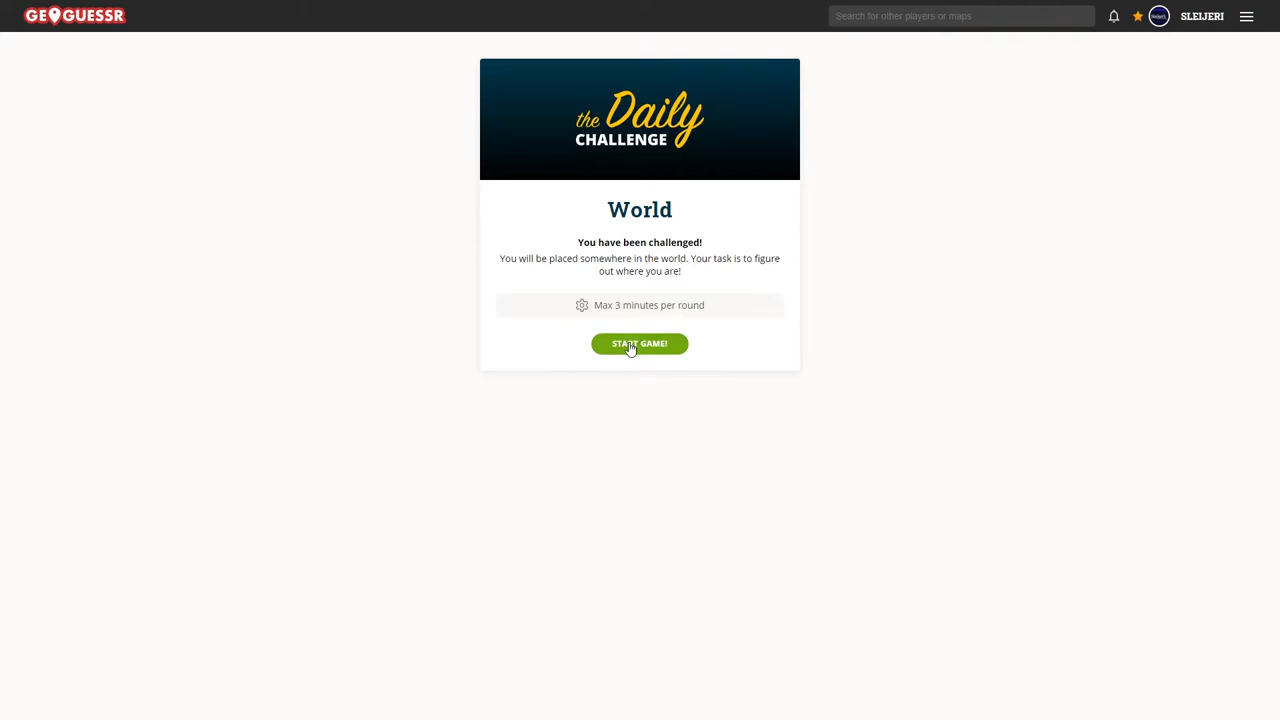 GEOGUESSR
Search for other players or maps
SLEIJERI
the Daily
CHALLENGE
World
You have been challenged!
You will be placed somewhere in the world. Your task is to figure
out where you are!
Max 3 minutes per round
START GAME!